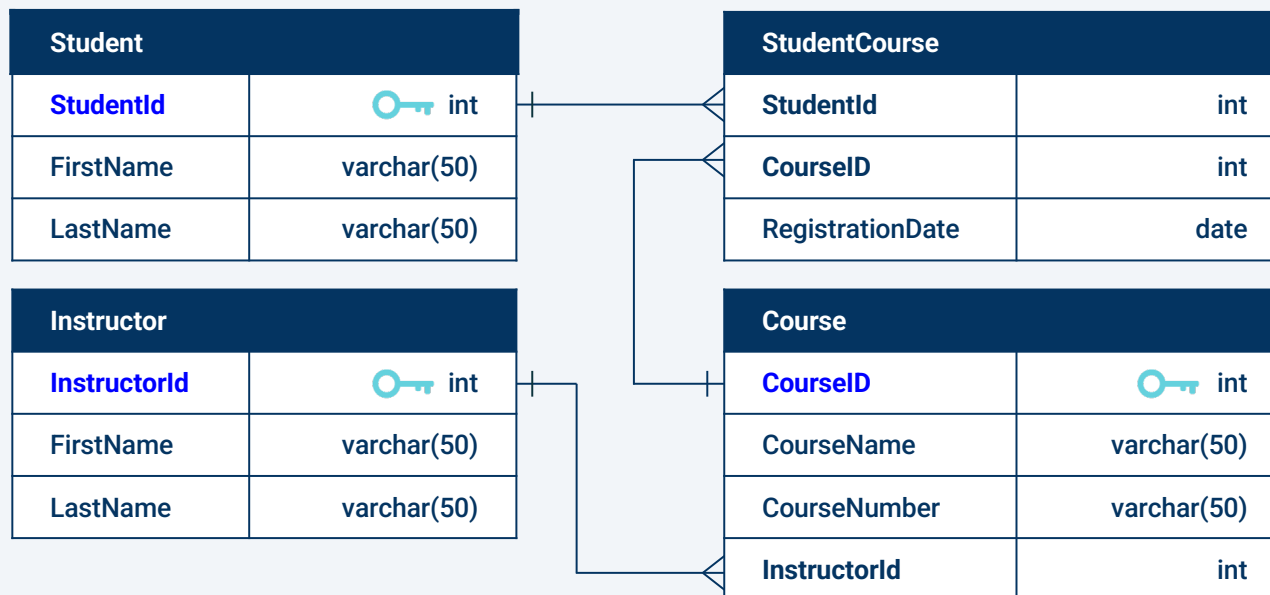 Student
StudentId int
FirstName varchar(50)
LastName varchar(50)
StudentCourse
StudentId int
CourseID int
RegistrationDate date
Instructor
InstructorId int
FirstName varchar(50)
LastName varchar(50)
Course
CourseID int
CourseName varchar(50)
CourseNumber varchar(50)
InstructorId int